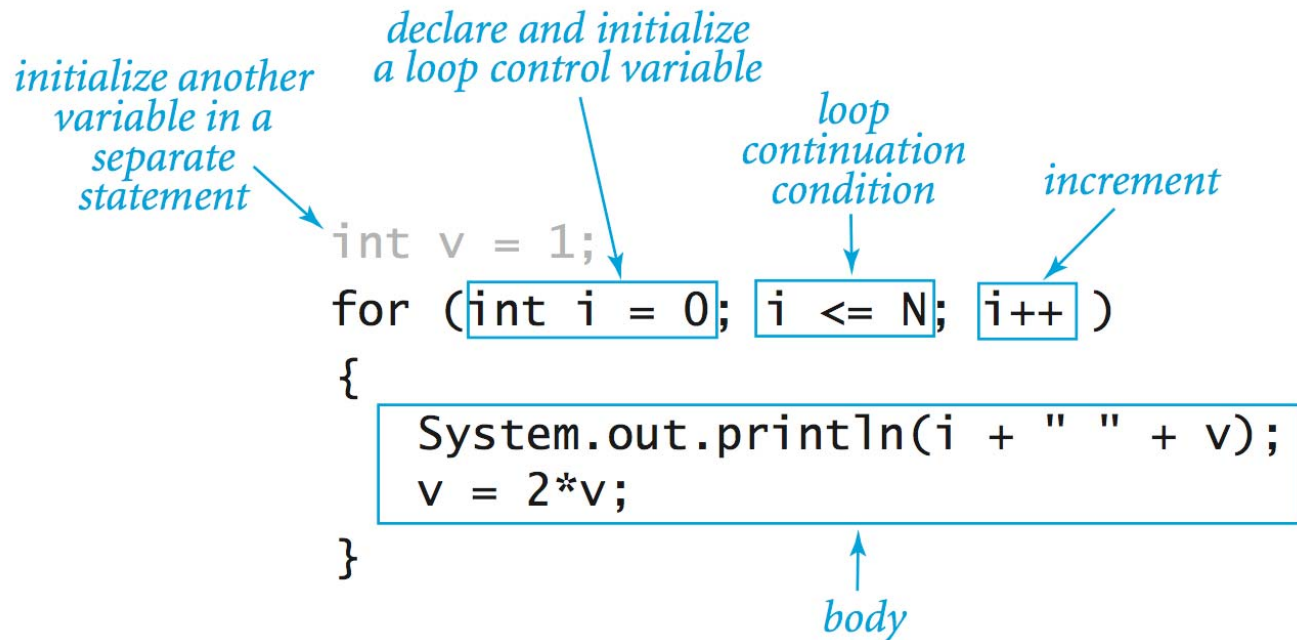 declare and initialize
a loop control variable
initialize another
variable in a
separate
statement
loop
continuation
condition
increment
int v = 1;
for (int i = 0; i <= N; i++ )
{
System.out.println(i + " " + v);
v = 2*v;
}
body